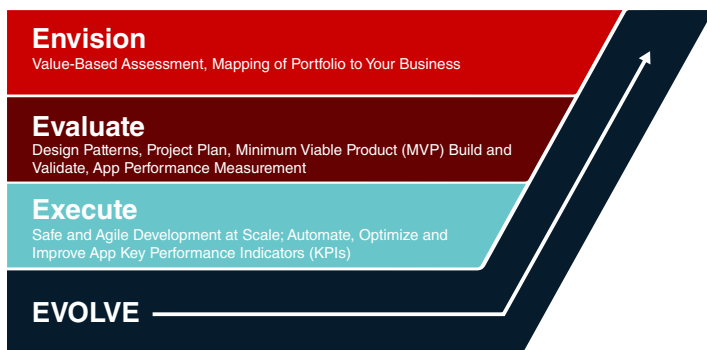 Envision
Value-Based Assessment, Mapping of Portfolio to Your Business
Evaluate
Design Patterns, Project Plan, Minimum Viable Product (MVP) Build and
Validate, App Performance Measurement
Execute
Safe and Agile Development at Scale; Automate, Optimize and
Improve App Key Performance Indicators (KPIs)
EVOLVE